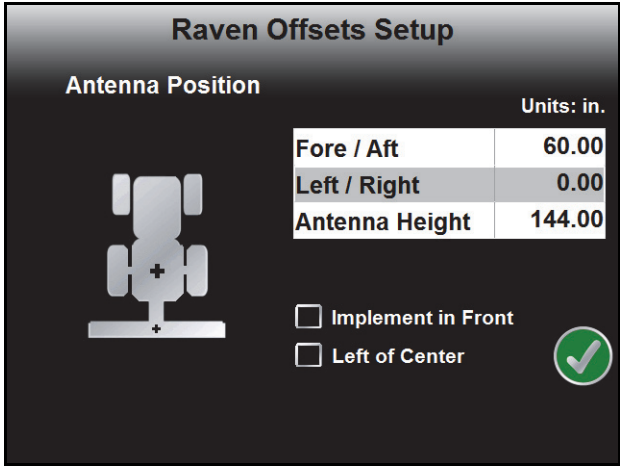 Raven Offsets Setup
Antenna Position
Units: in.
Fore / Aft 60.00
Left / Right 0.00
Antenna Height 144.00
Implement in Front
Left of Center